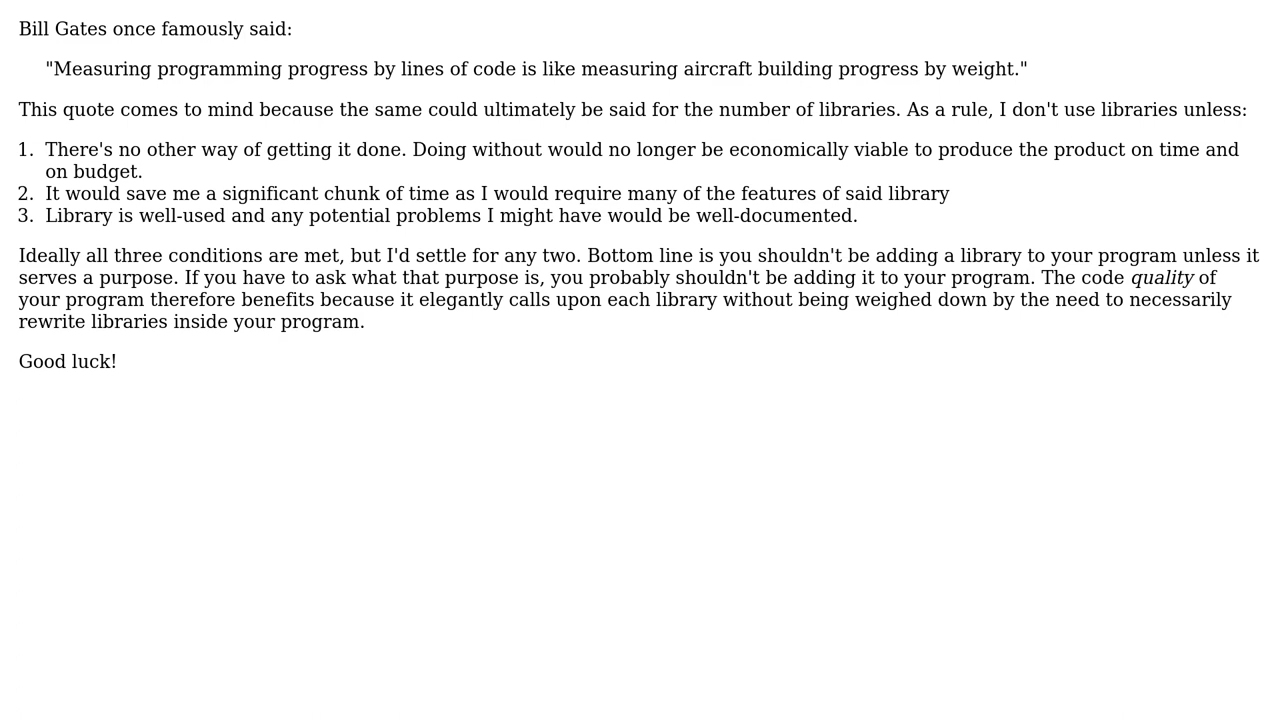 Bill Gates once famously said:
"Measuring programming progress by lines of code is like measuring aircraft building progress by weight."
This quote comes to mind because the same could ultimately be said for the number of libraries. As a rule, I don't use libraries unless:
1. There's no other way of getting it done. Doing without would no longer be economically viable to produce the product on time and
on budget.
2. It would save me a significant chunk of time as I would require many of the features of said library
3. Library is well-used and any potential problems I might have would be well-documented.
Ideally all three conditions are met, but I'd settle for any two. Bottom line is you shouldn't be adding a library to your program unless it
serves a purpose. If you have to ask what that purpose is, you probably shouldn't be adding it to your program. The code quality of
your program therefore benefits because it elegantly calls upon each library without being weighed down by the need to necessarily
rewrite libraries inside your program.
Good luck!